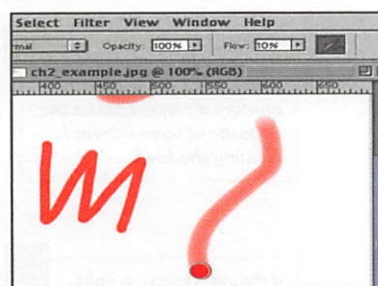 Select Filter View Window Help
mal Opacity: 100% Flow: 10%
ch2_example.jpg @ 100% (RGB)
400 450 500 550 600 650